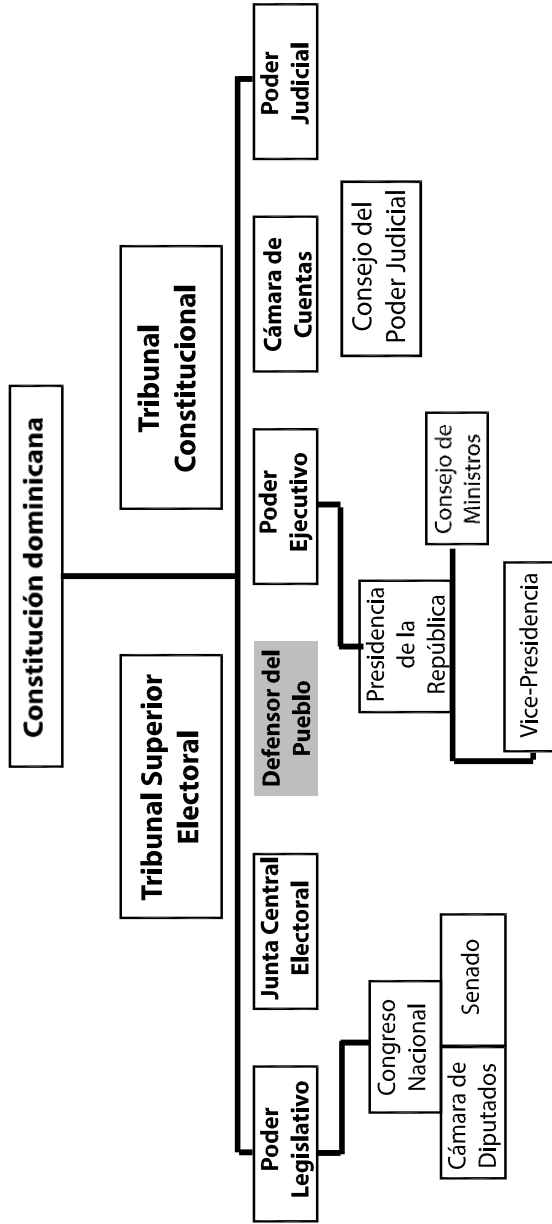 Constitución dominicana
Tribunal Superior
Electoral
Tribunal
Constitucional
Poder
Legislativo
Junta Central
Electoral
Defensor del
Pueblo
Poder
Ejecutivo
Cámara de
Cuentas
Poder
Judicial
Congreso
Nacional
Cámara de
Diputados
Senado
Presidencia
de la
República
Consejo de
Ministros
Vice-Presidencia
Consejo del
Poder Judicial